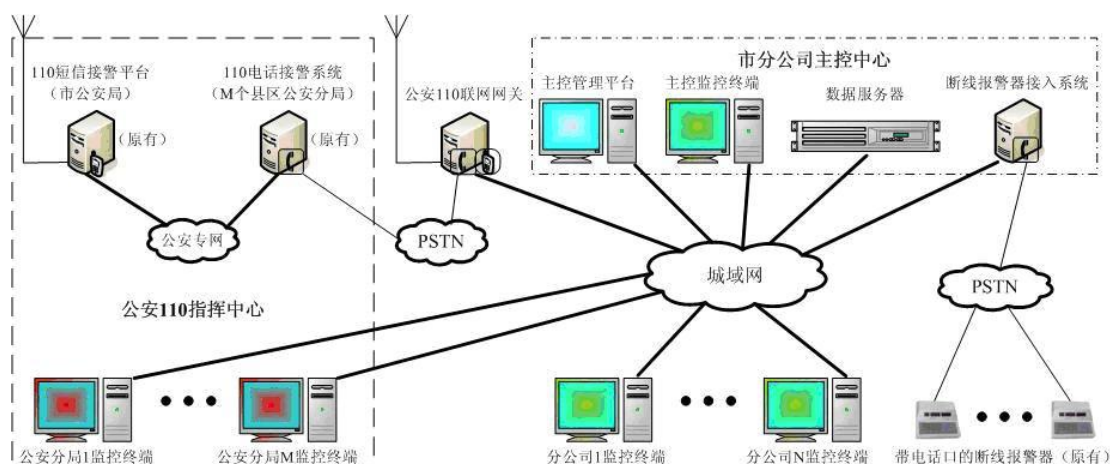 市分公司主控中心
110短信接警平台
（市公安局）
（原有）
110电话接警系统
（M个县区公安分局）
（原有）
公安110联网网关
主控管理平台
主控监控终端
数据服务器
断线报警器接入系统
公安专网
PSTN
城域网
PSTN
公安110指挥中心
公安分局1监控终端
公安分局M监控终端
分公司1监控终端
分公司N监控终端
带电话口的断线报警器（原有）